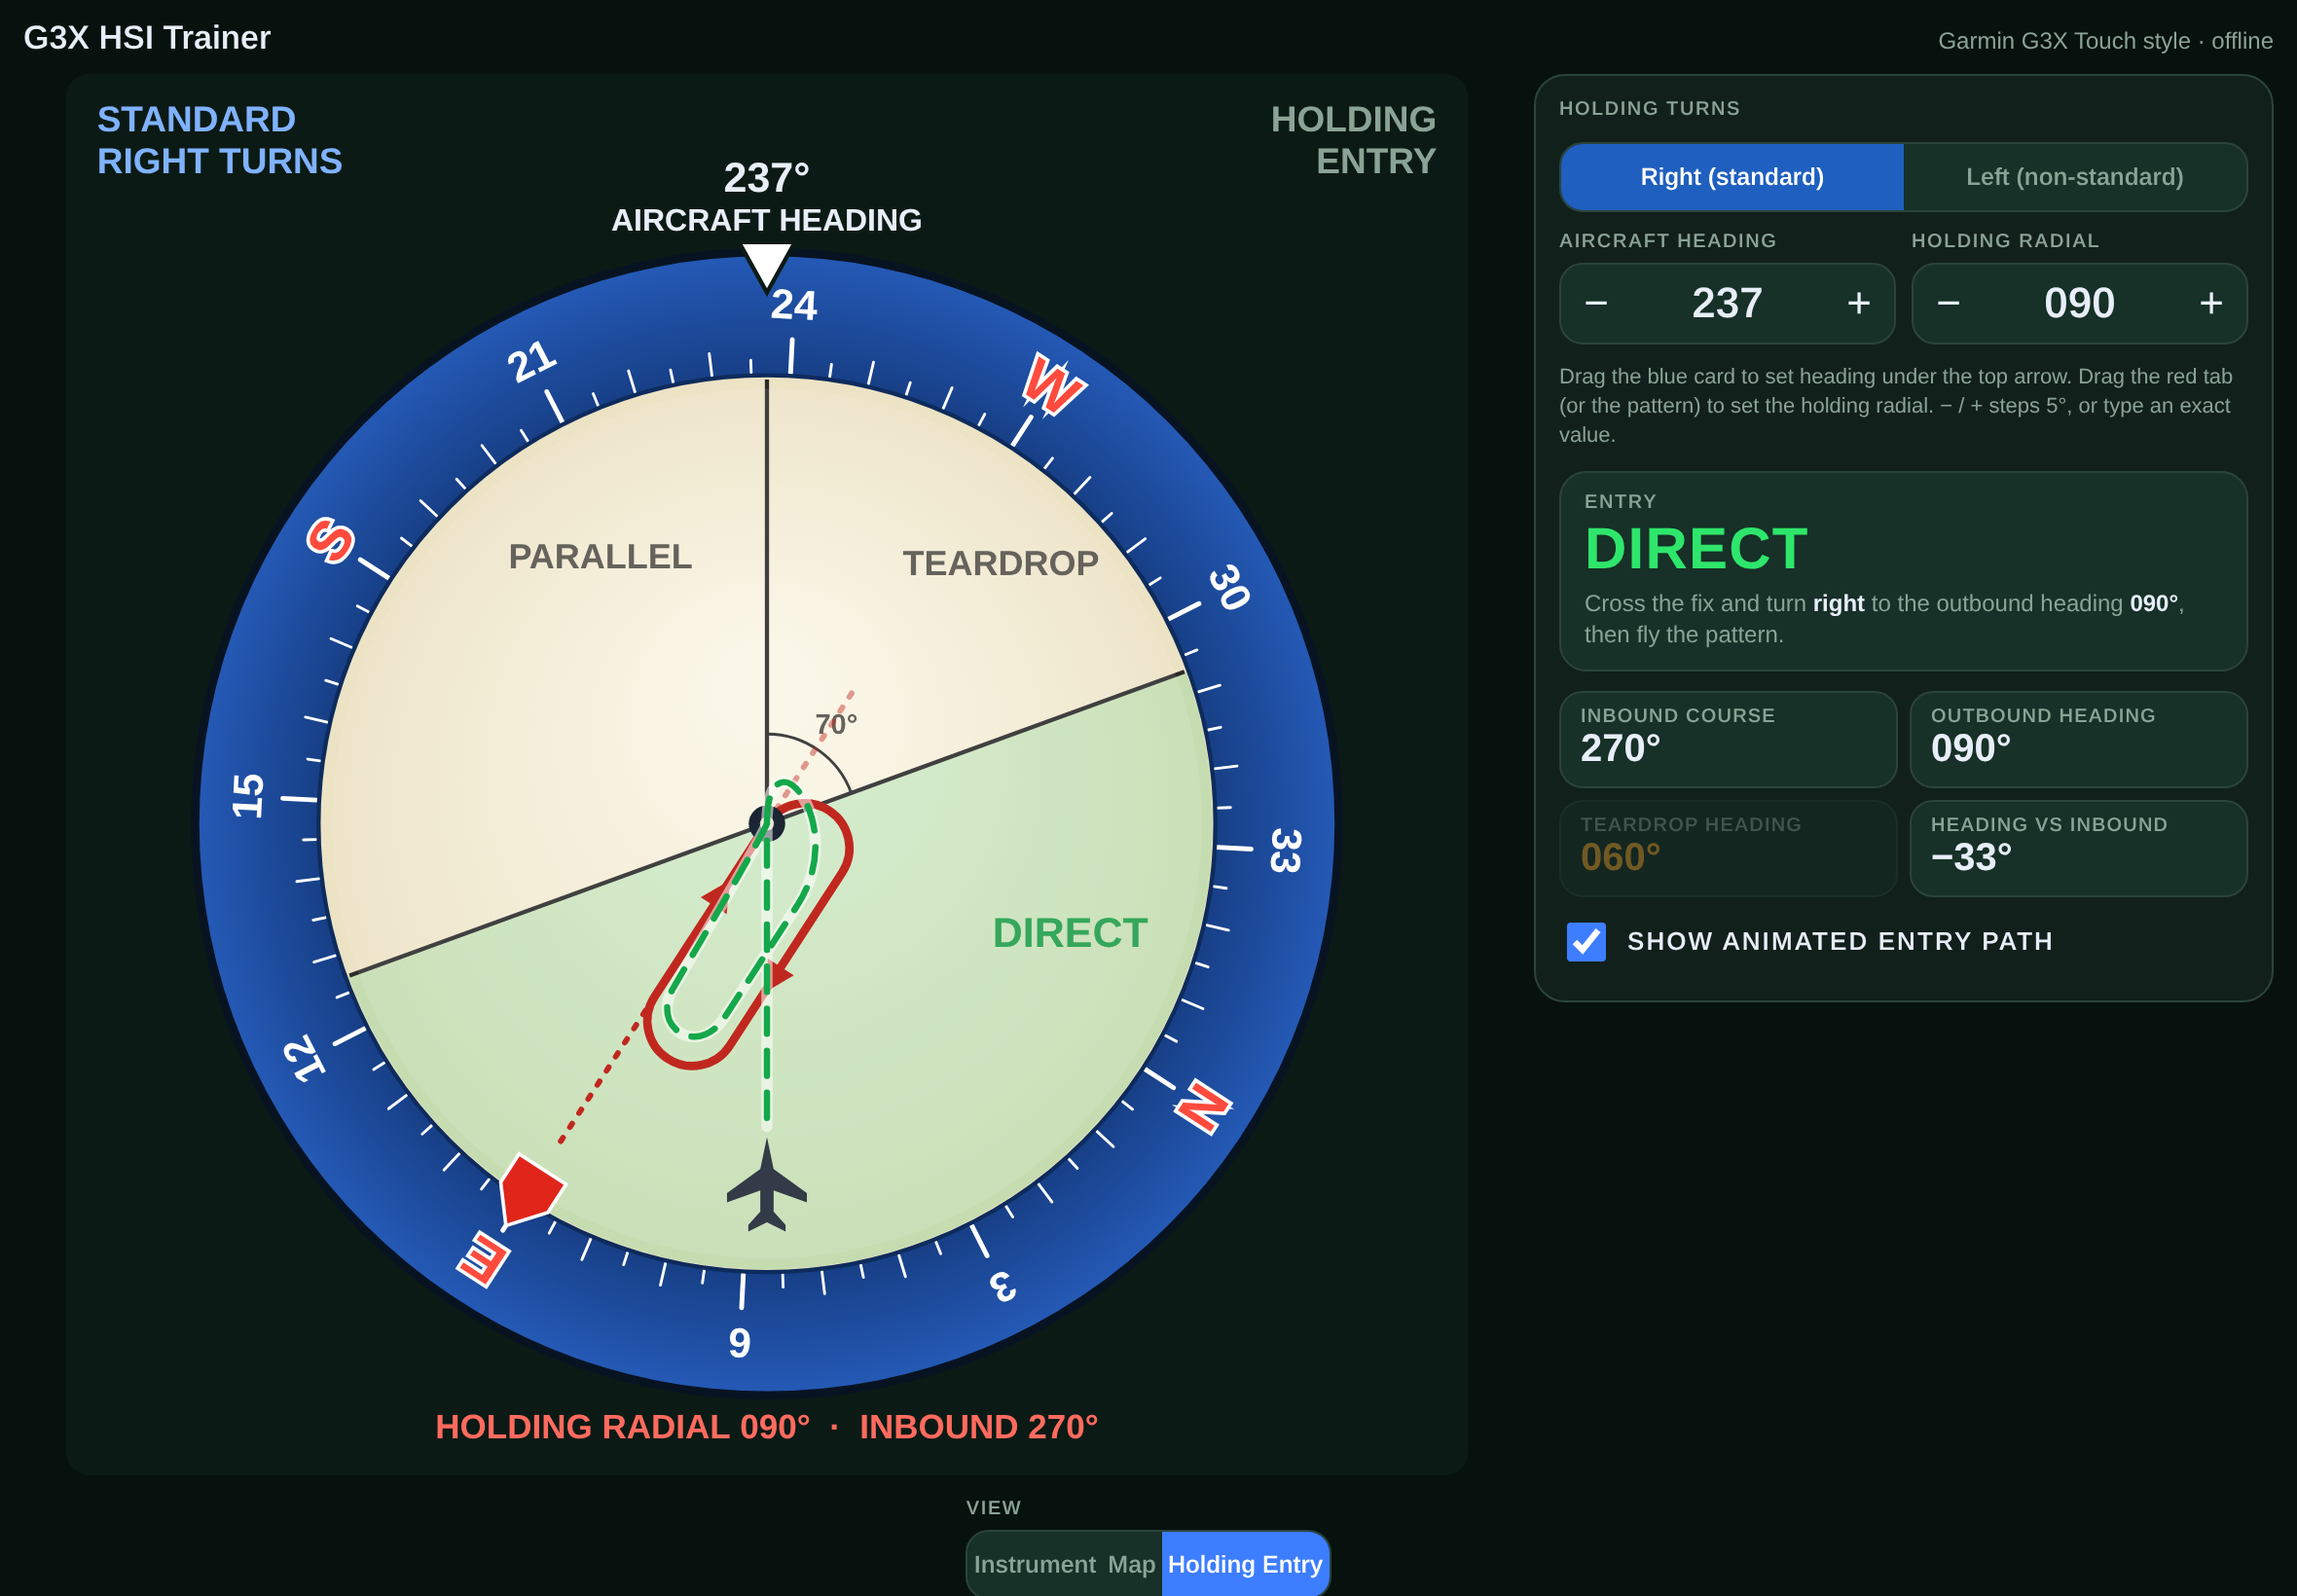 G3X HSI Trainer
Garmin G3X Touch style · offline
STANDARD
RIGHT TURNS
HOLDING
ENTRY
237°
AIRCRAFT HEADING
24
21
W
S
30
15
33
12
N
E
3
6
PARALLEL
TEARDROP
70°
DIRECT
HOLDING RADIAL 090° · INBOUND 270°
HOLDING TURNS
Right (standard)
Left (non-standard)
AIRCRAFT HEADING
HOLDING RADIAL
− 237 +
− 090 +
Drag the blue card to set heading under the top arrow. Drag the red tab
(or the pattern) to set the holding radial. − / + steps 5°, or type an exact
value.
ENTRY
DIRECT
Cross the fix and turn right to the outbound heading 090°,
then fly the pattern.
INBOUND COURSE
270°
OUTBOUND HEADING
090°
TEARDROP HEADING
060°
HEADING VS INBOUND
−33°
SHOW ANIMATED ENTRY PATH
VIEW
Instrument Map Holding Entry